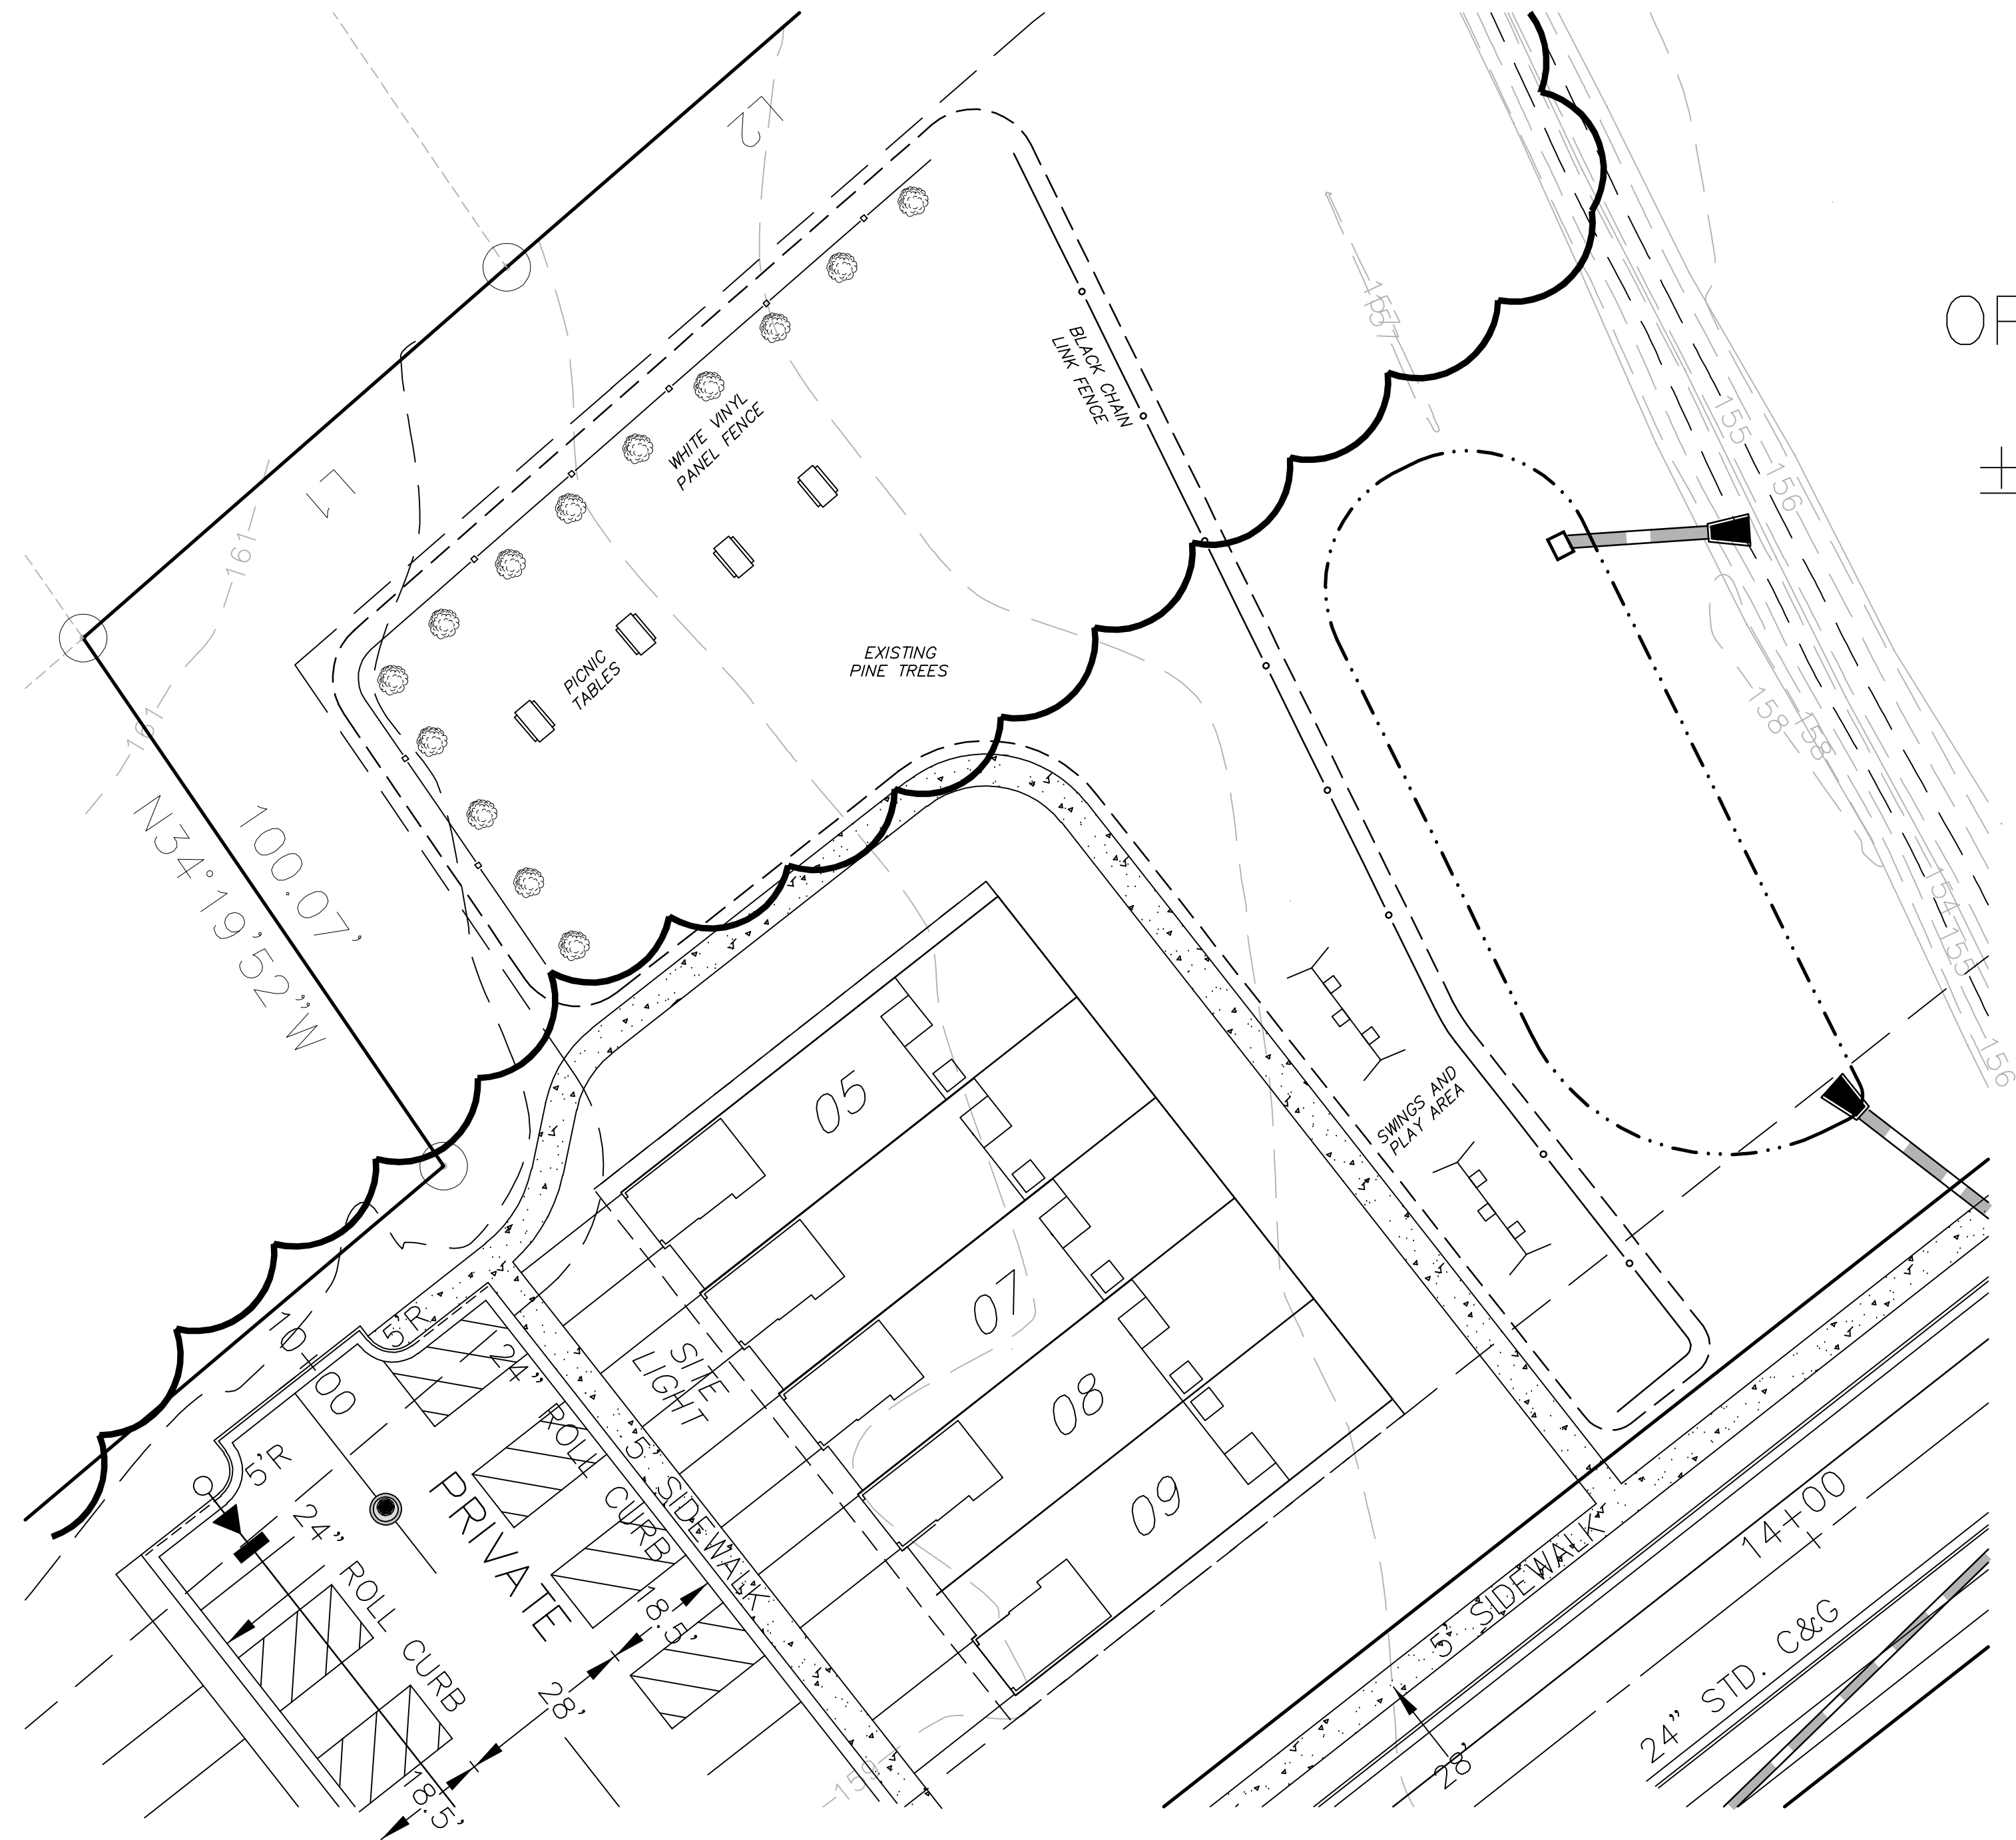 L2
OF
BLACK CHAIN
LINK FENCE
157
157
WHITE VINYL
PANEL FENCE
155
±
156
L1
161
EXISTING
PINE TREES
PICNIC
TABLES
158
158
161
100.07'
N34°19'52"W
154
155
156
05
SWINGS AND
PLAY AREA
07
10+00
5'R
24" ROLL CURB
SITE
LIGHT
08
5'R
24" ROLL CURB
PRIVATE
5' SIDEWALK
09
14+00
5' SIDEWALK
18.5'
28'
18.5'
24" STD. C&G
28'
159